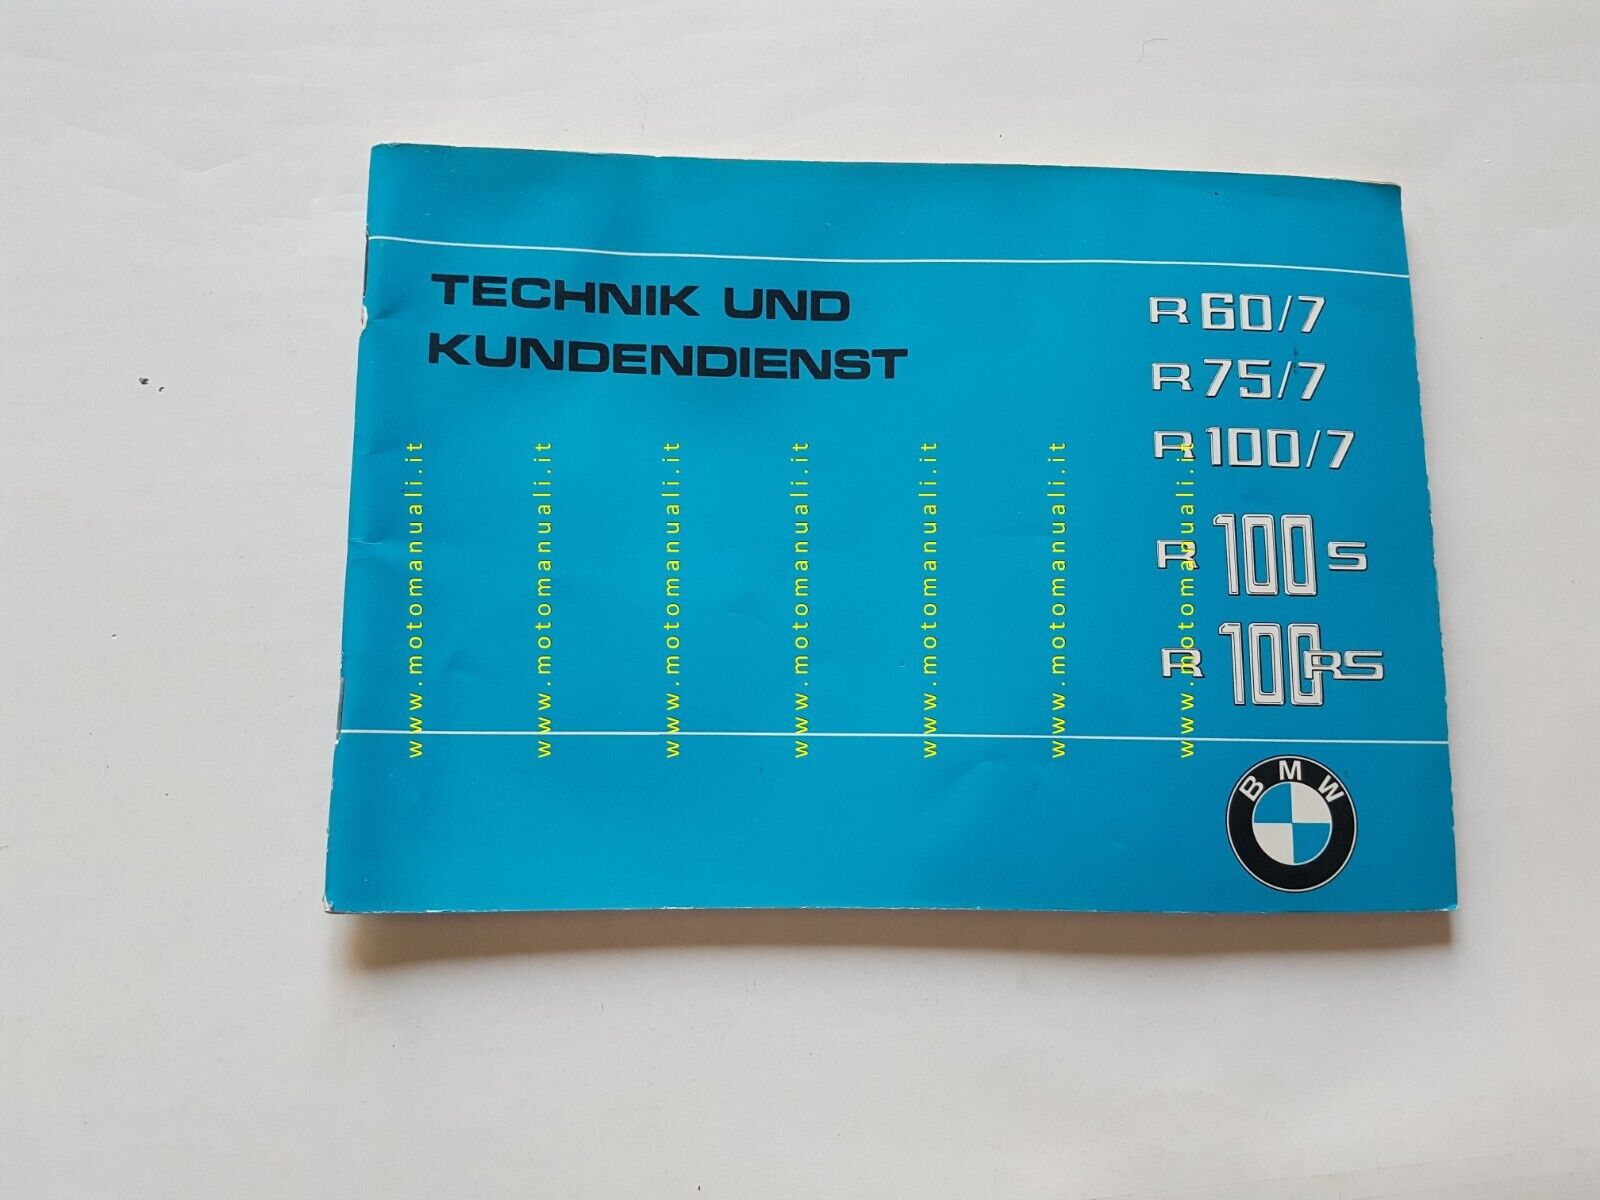 TECHNIK UND
KUNDENDIENST
R 60/7
R 75/7
R 100/7
R 100 S
R 100 RS
BMW
www.motomanuali.it
www.motomanuali.it
www.motomanuali.it
www.motomanuali.it
www.motomanuali.it
www.motomanuali.it
www.motomanuali.it